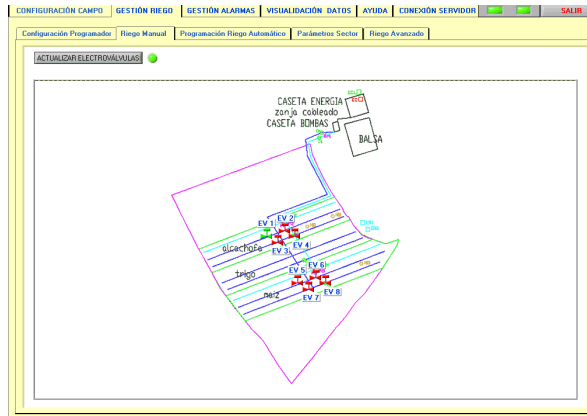 CONFIGURACIÓN CAMPO GESTIÓN RIEGO GESTIÓN ALARMAS VISUALIDACIÓN DATOS AYUDA CONEXIÓN SERVIDOR SALIR
Configuración Programador Riego Manual Programación Riego Automático Parámetros Sector Riego Avanzado
ACTUALIZAR ELECTROVÁLVULAS
CASETA ENERGIA
zanja cableado
CASETA BOMBAS
BALSA
EV 1 EV 2
EV 3 EV 4
alcachofa
trigo
EV 5 EV 6
maiz
EV 7 EV 8